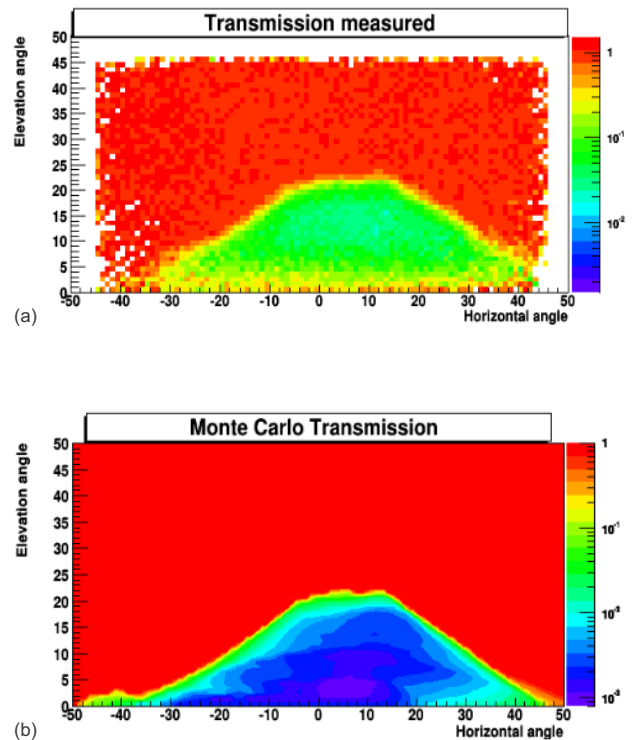 Transmission measured
Elevation angle
50
45
40
35
30
25
20
15
10
5
0
-50 -40 -30 -20 -10 0 10 20 30 40 50
Horizontal angle
1
10⁻¹
10⁻²
(a)
Monte Carlo Transmission
Elevation angle
50
45
40
35
30
25
20
15
10
5
0
-50 -40 -30 -20 -10 0 10 20 30 40 50
Horizontal angle
1
10⁻¹
10⁻²
10⁻³
(b)